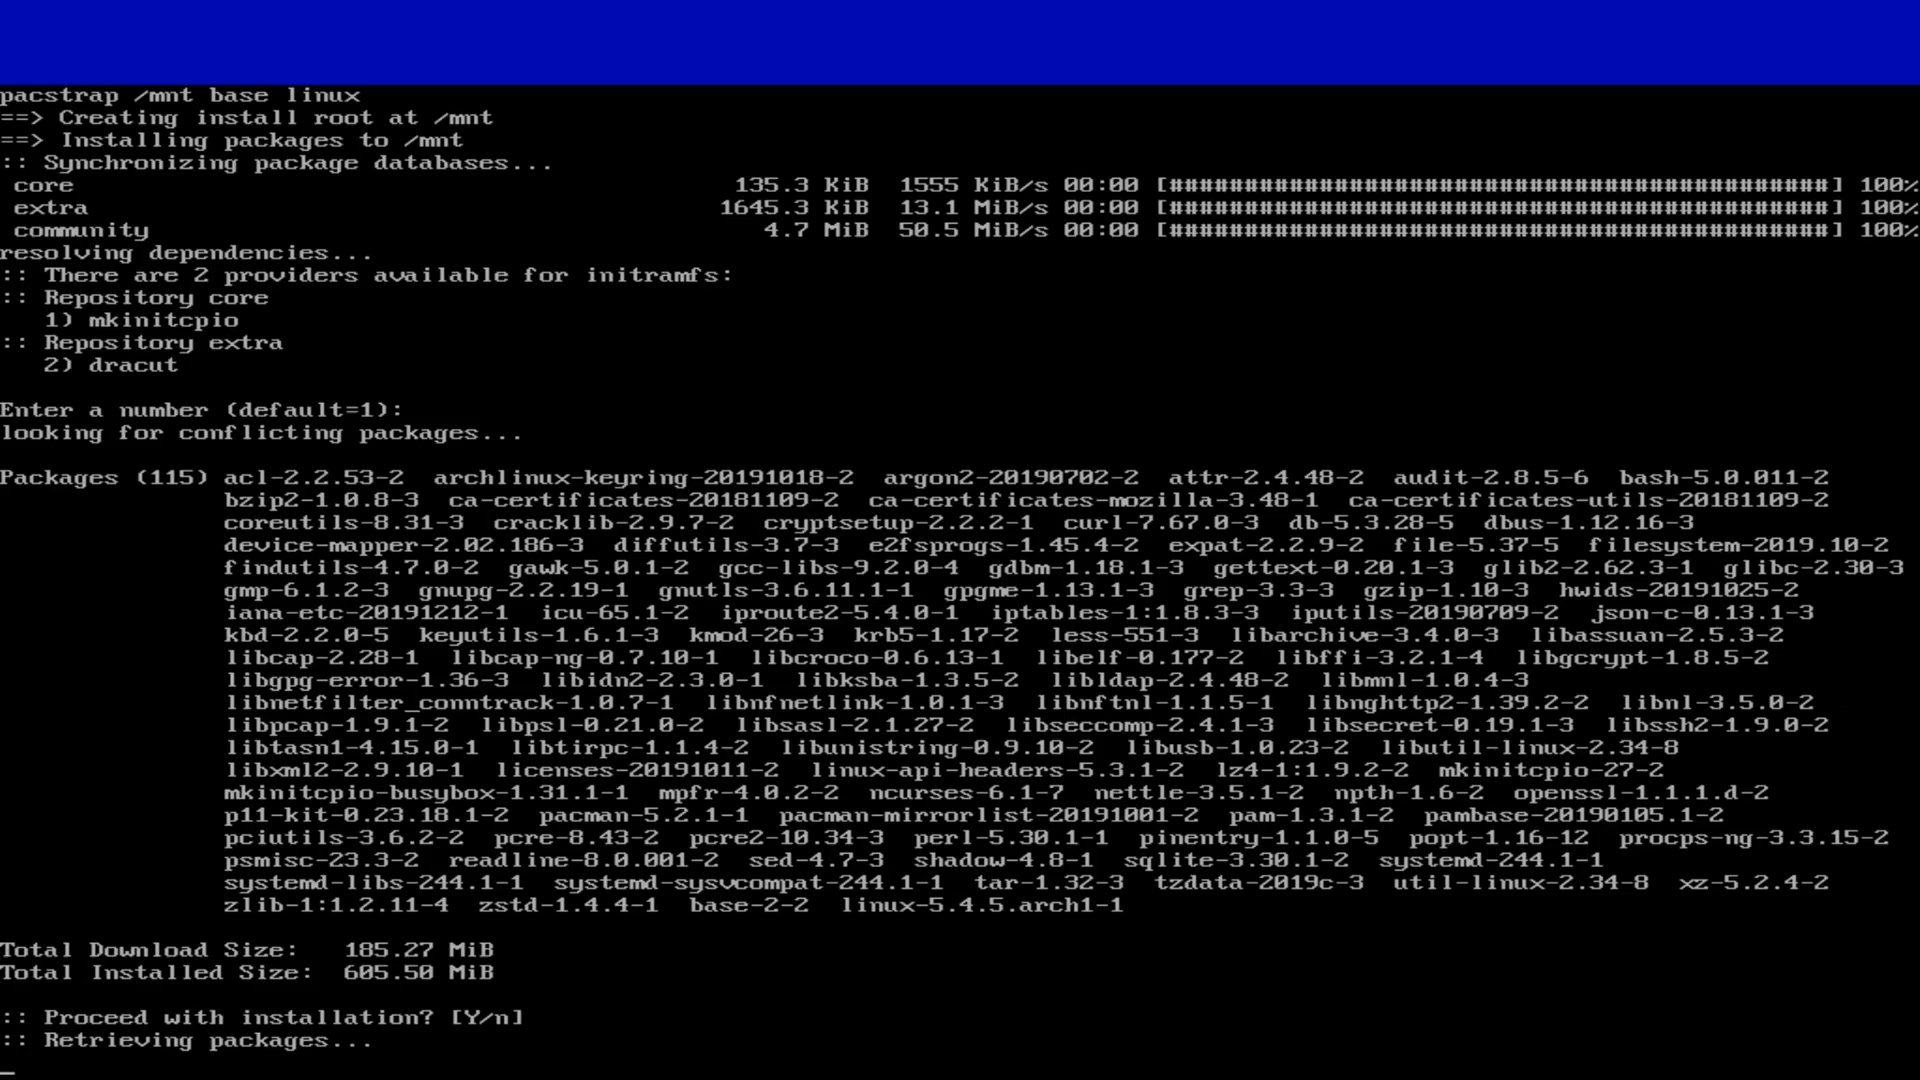 pacstrap /mnt base linux
==> Creating install root at /mnt
==> Installing packages to /mnt
:: Synchronizing package databases...
core 135.3 KiB 1555 KiB/s 00:00 [############################################] 100%
extra 1645.3 KiB 13.1 MiB/s 00:00 [############################################] 100%
community 4.7 MiB 50.5 MiB/s 00:00 [############################################] 100%
resolving dependencies...
:: There are 2 providers available for initramfs:
:: Repository core
1) mkinitcpio
:: Repository extra
2) dracut
Enter a number (default=1):
looking for conflicting packages...
Packages (115) acl-2.2.53-2 archlinux-keyring-20191018-2 argon2-20190702-2 attr-2.4.48-2 audit-2.8.5-6 bash-5.0.011-2
bzip2-1.0.8-3 ca-certificates-20181109-2 ca-certificates-mozilla-3.48-1 ca-certificates-utils-20181109-2
coreutils-8.31-3 cracklib-2.9.7-2 cryptsetup-2.2.2-1 curl-7.67.0-3 db-5.3.28-5 dbus-1.12.16-3
device-mapper-2.02.186-3 diffutils-3.7-3 e2fsprogs-1.45.4-2 expat-2.2.9-2 file-5.37-5 filesystem-2019.10-2
findutils-4.7.0-2 gawk-5.0.1-2 gcc-libs-9.2.0-4 gdbm-1.18.1-3 gettext-0.20.1-3 glib2-2.62.3-1 glibc-2.30-3
gmp-6.1.2-3 gnupg-2.2.19-1 gnutls-3.6.11.1-1 gpgme-1.13.1-3 grep-3.3-3 gzip-1.10-3 hwids-20191025-2
iana-etc-20191212-1 icu-65.1-2 iproute2-5.4.0-1 iptables-1:1.8.3-3 iputils-20190709-2 json-c-0.13.1-3
kbd-2.2.0-5 keyutils-1.6.1-3 kmod-26-3 krb5-1.17-2 less-551-3 libarchive-3.4.0-3 libassuan-2.5.3-2
libcap-2.28-1 libcap-ng-0.7.10-1 libcroco-0.6.13-1 libelf-0.177-2 libffi-3.2.1-4 libgcrypt-1.8.5-2
libgpg-error-1.36-3 libidn2-2.3.0-1 libksba-1.3.5-2 libldap-2.4.48-2 libmnl-1.0.4-3
libnetfilter_conntrack-1.0.7-1 libnfnetlink-1.0.1-3 libnftnl-1.1.5-1 libnghttp2-1.39.2-2 libnl-3.5.0-2
libpcap-1.9.1-2 libpsl-0.21.0-2 libsasl-2.1.27-2 libseccomp-2.4.1-3 libsecret-0.19.1-3 libssh2-1.9.0-2
libtasn1-4.15.0-1 libtirpc-1.1.4-2 libunistring-0.9.10-2 libusb-1.0.23-2 libutil-linux-2.34-8
libxml2-2.9.10-1 licenses-20191011-2 linux-api-headers-5.3.1-2 lz4-1:1.9.2-2 mkinitcpio-27-2
mkinitcpio-busybox-1.31.1-1 mpfr-4.0.2-2 ncurses-6.1-7 nettle-3.5.1-2 npth-1.6-2 openssl-1.1.1.d-2
p11-kit-0.23.18.1-2 pacman-5.2.1-1 pacman-mirrorlist-20191001-2 pam-1.3.1-2 pambase-20190105.1-2
pciutils-3.6.2-2 pcre-8.43-2 pcre2-10.34-3 perl-5.30.1-1 pinentry-1.1.0-5 popt-1.16-12 procps-ng-3.3.15-2
psmisc-23.3-2 readline-8.0.001-2 sed-4.7-3 shadow-4.8-1 sqlite-3.30.1-2 systemd-244.1-1
systemd-libs-244.1-1 systemd-sysvcompat-244.1-1 tar-1.32-3 tzdata-2019c-3 util-linux-2.34-8 xz-5.2.4-2
zlib-1:1.2.11-4 zstd-1.4.4-1 base-2-2 linux-5.4.5.arch1-1
Total Download Size: 185.27 MiB
Total Installed Size: 605.50 MiB
:: Proceed with installation? [Y/n]
:: Retrieving packages...